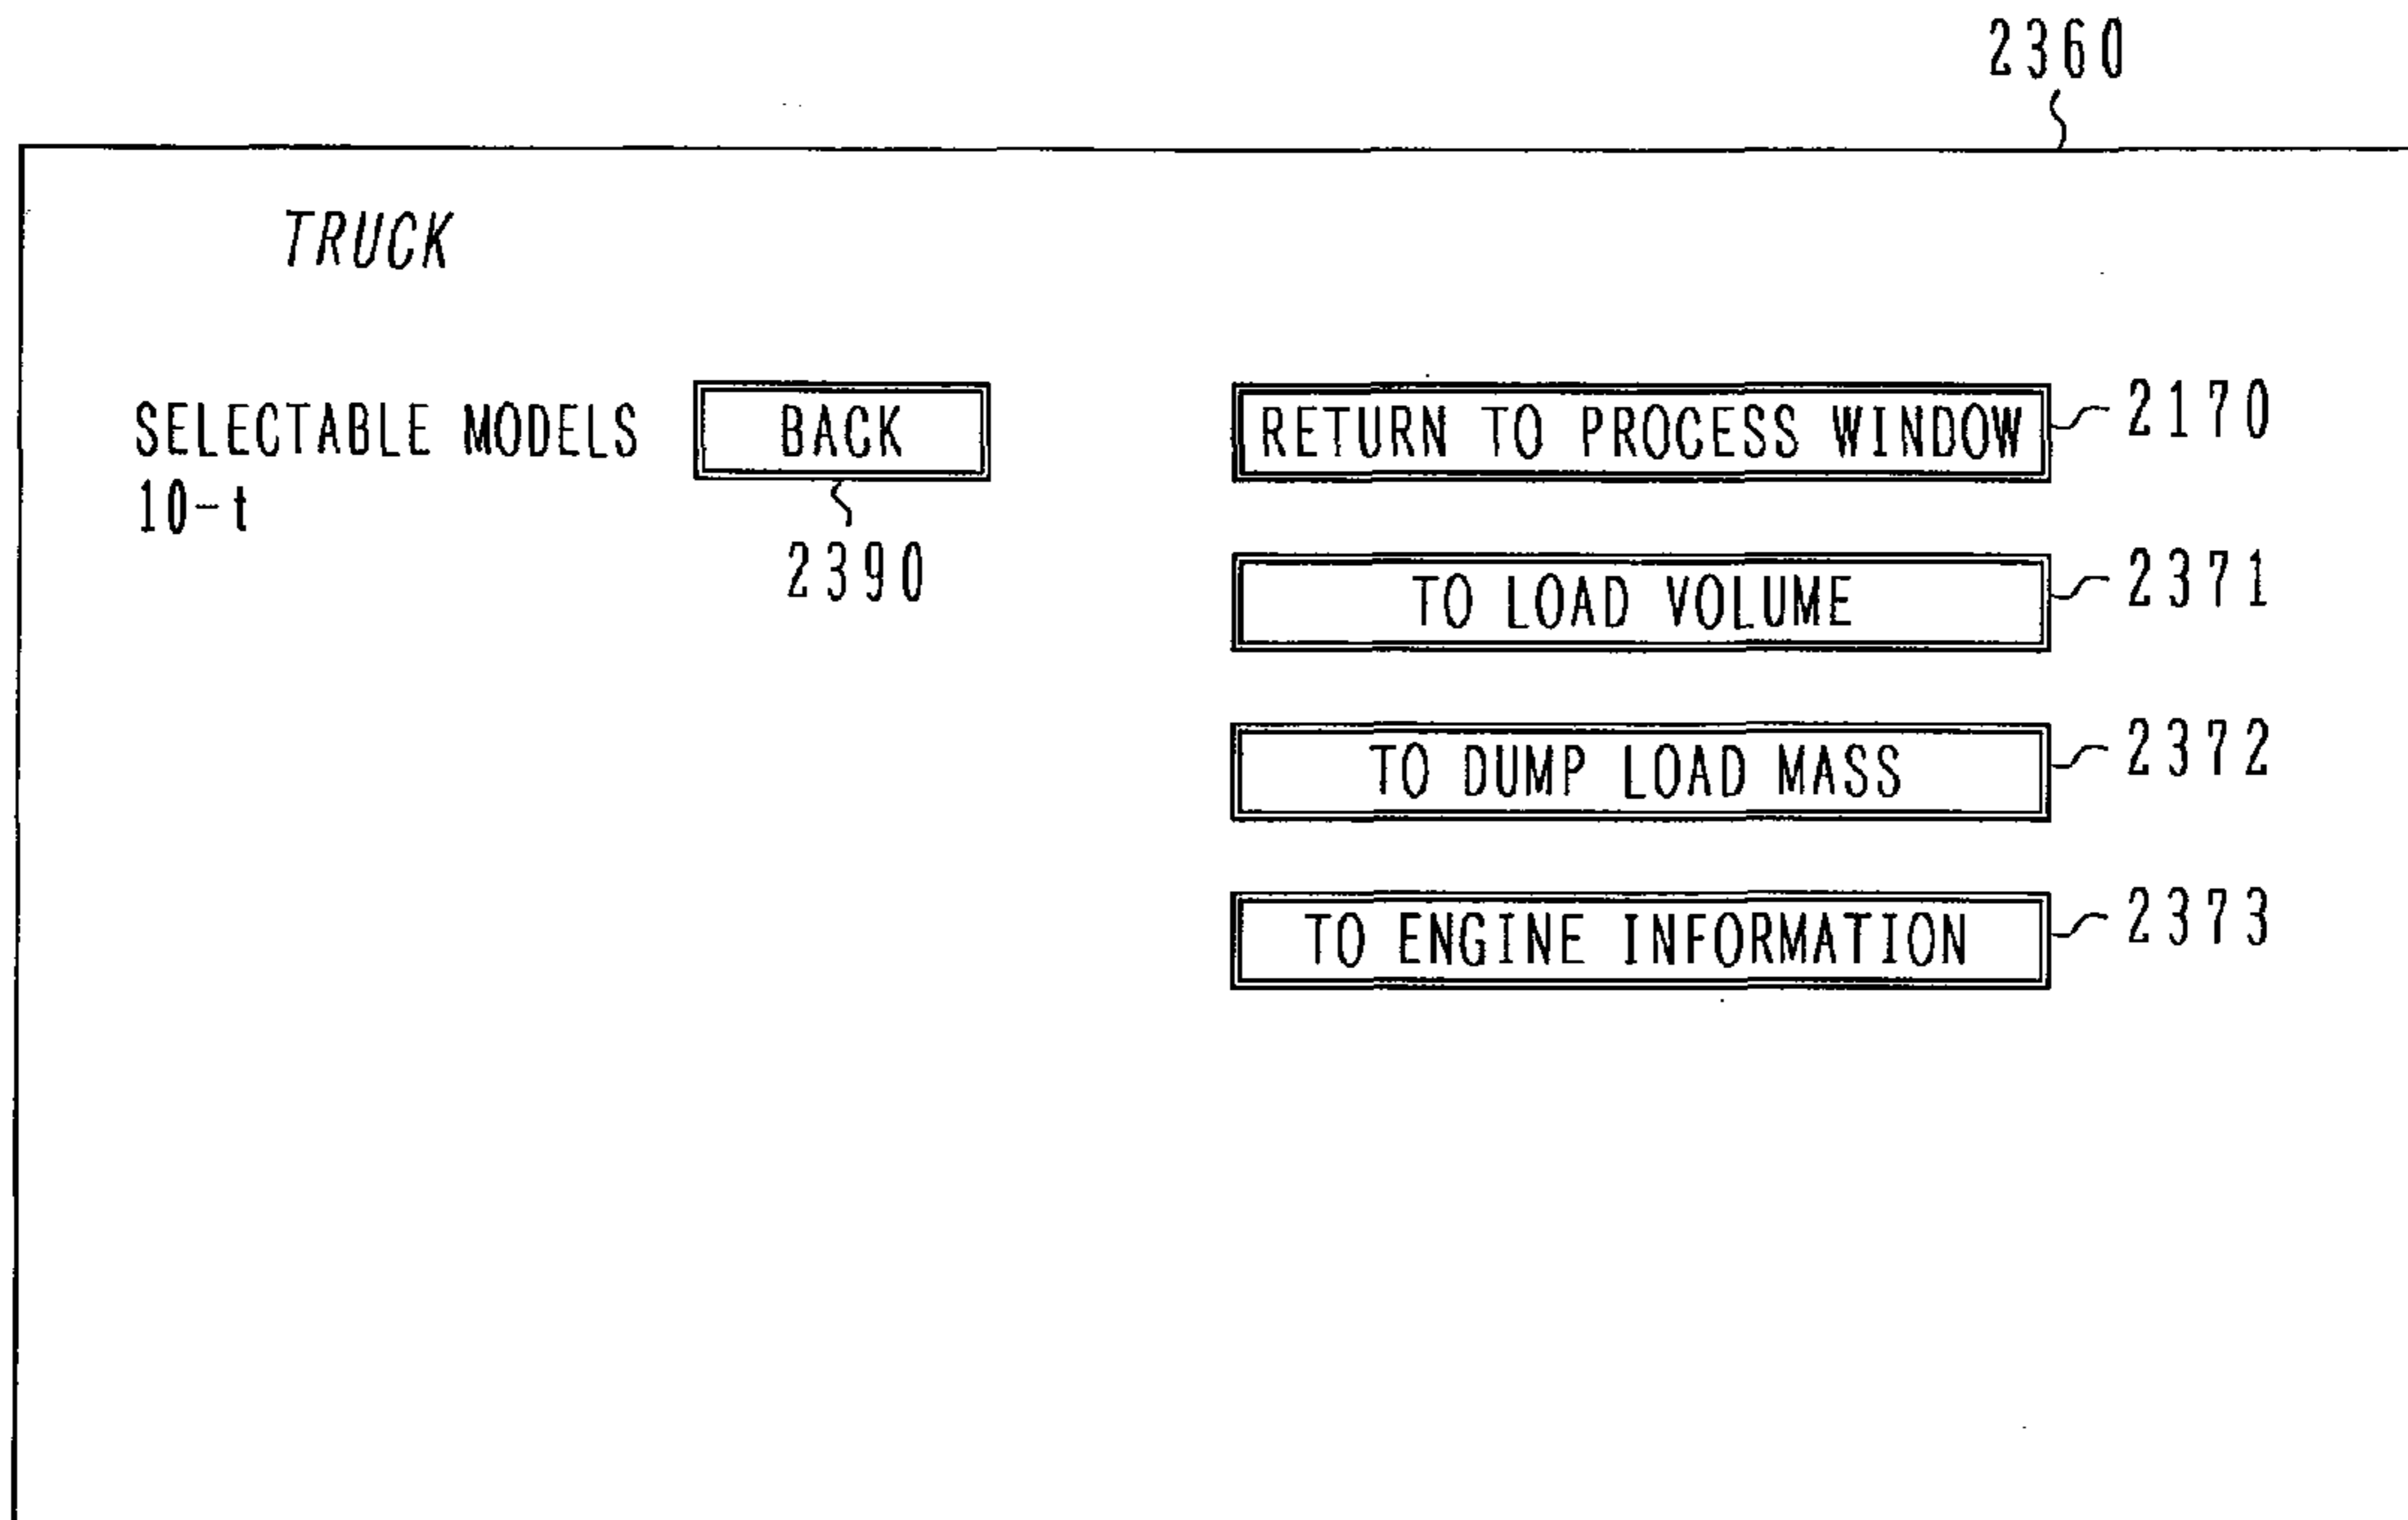 2360
TRUCK
SELECTABLE MODELS
10-t
BACK
2390
RETURN TO PROCESS WINDOW
2170
TO LOAD VOLUME
2371
TO DUMP LOAD MASS
2372
TO ENGINE INFORMATION
2373